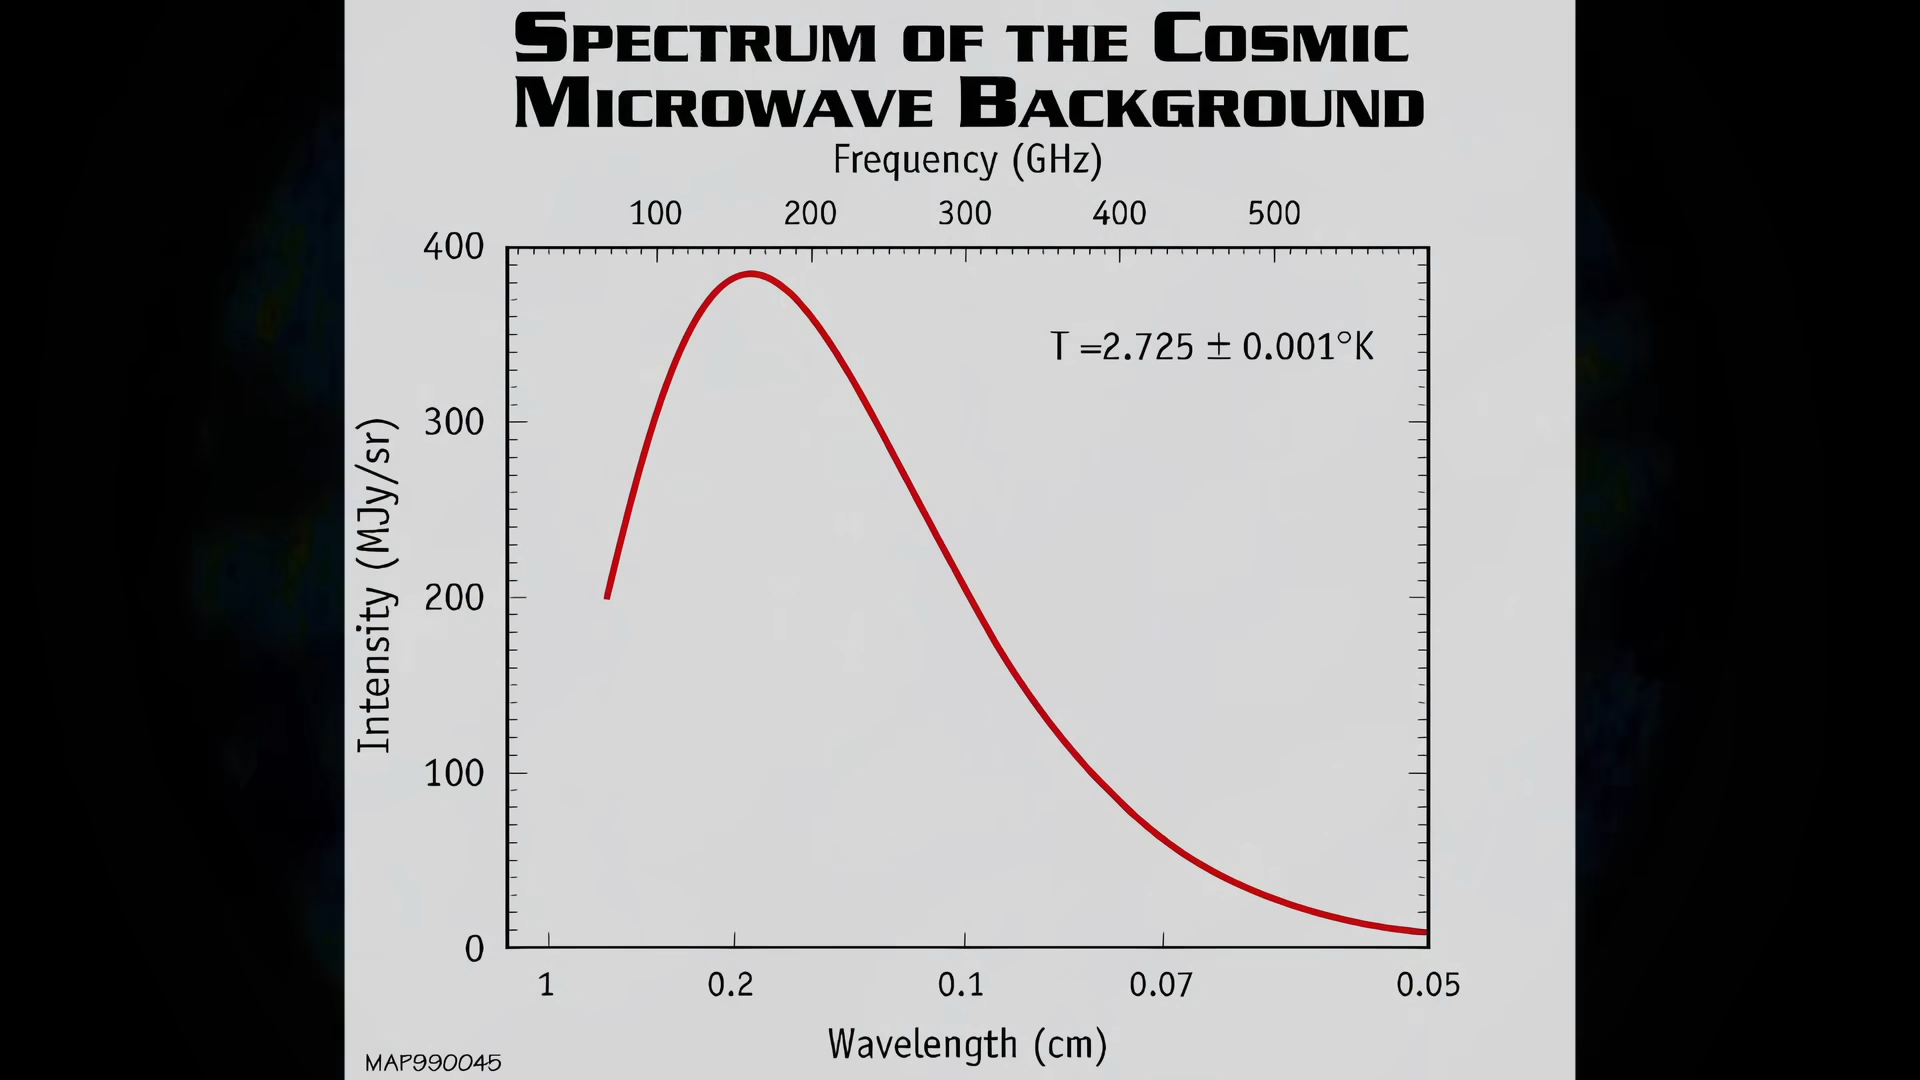 SPECTRUM OF THE COSMIC
MICROWAVE BACKGROUND
Frequency (GHz)
100 200 300 400 500
400
T =2.725 ± 0.001°K
300
Intensity (MJy/sr)
200
100
0
1 0.2 0.1 0.07 0.05
Wavelength (cm)
MAP990045